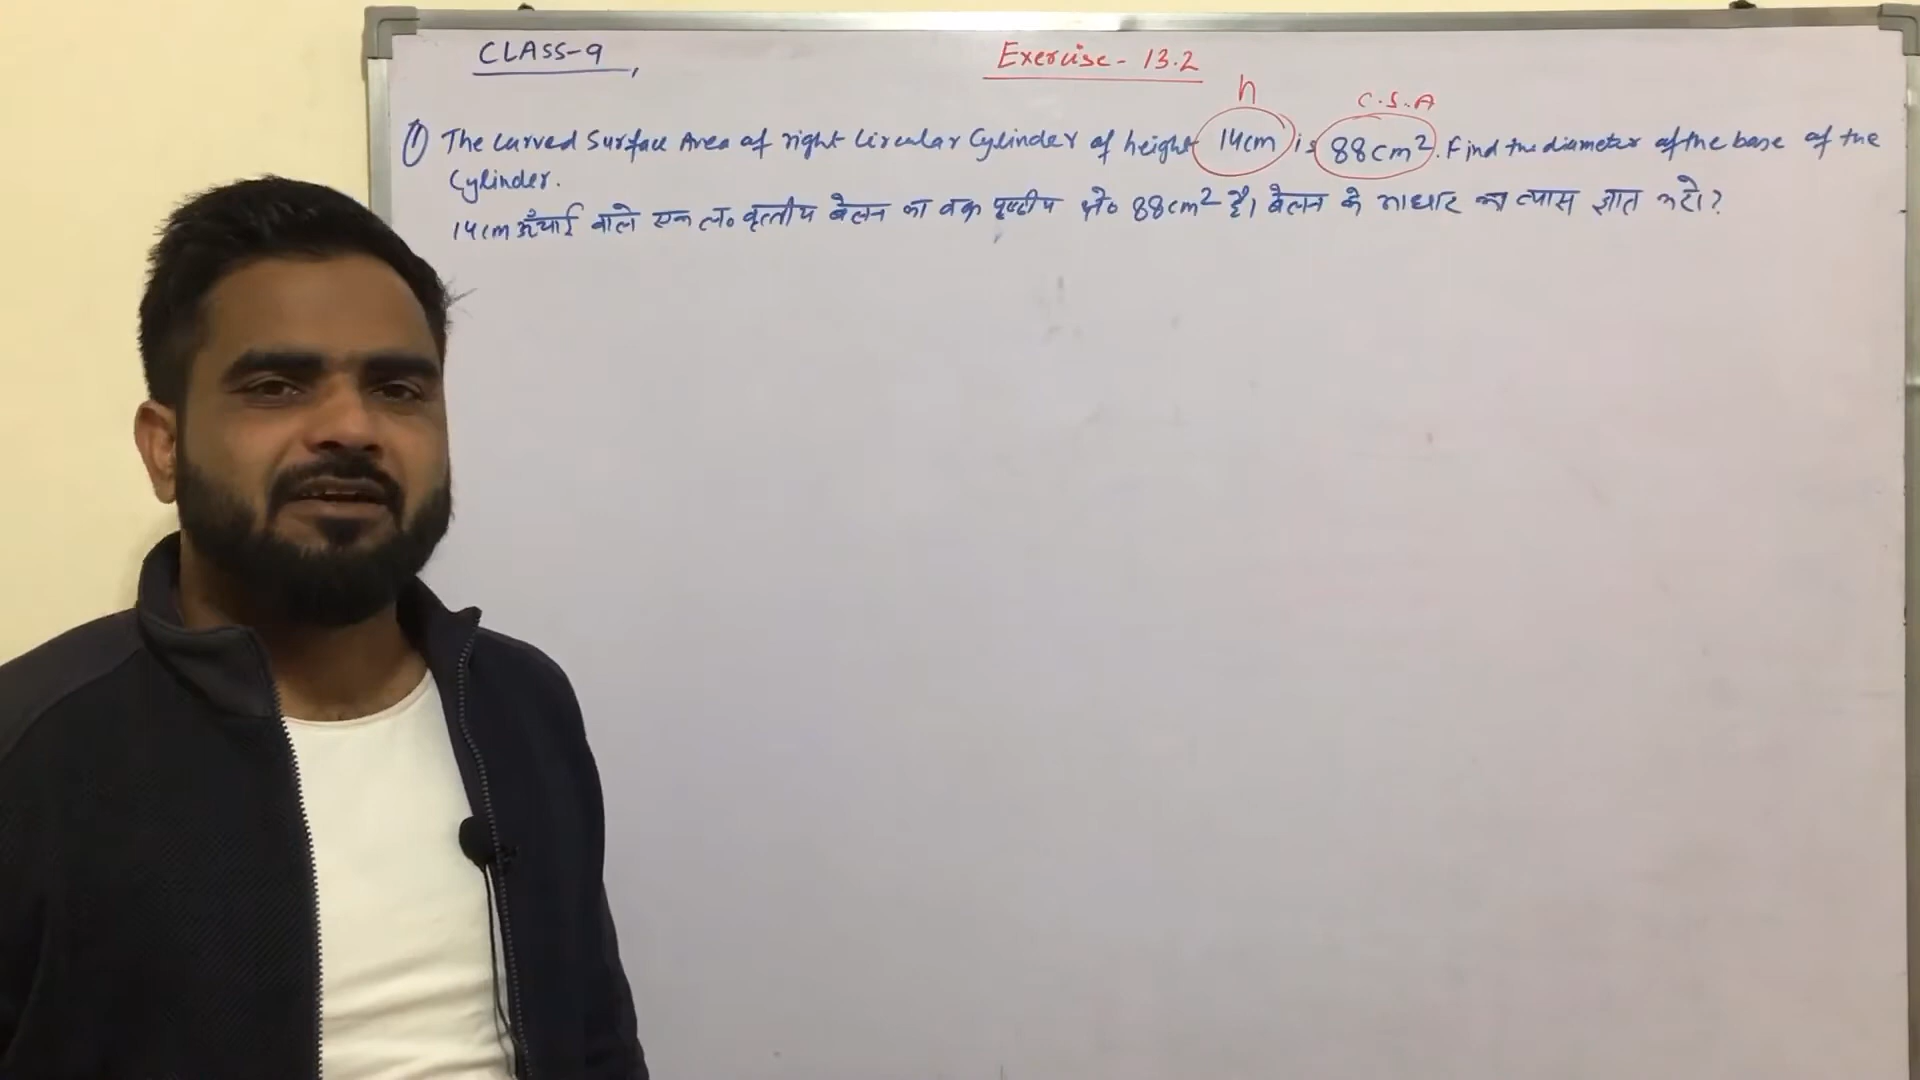 CLASS-9
Exercise- 13.2
h
C.S.A
① The Curved Surface Area of right Circular Cylinder of height 14cm is 88cm². Find the diameter of the base of the
Cylinder.
14cm ऊँचाई वाले एक ल० वृत्तीय बेलन का वक्र पृष्ठीय क्षे० 88cm² है। बेलन के आधार का व्यास ज्ञात करो?